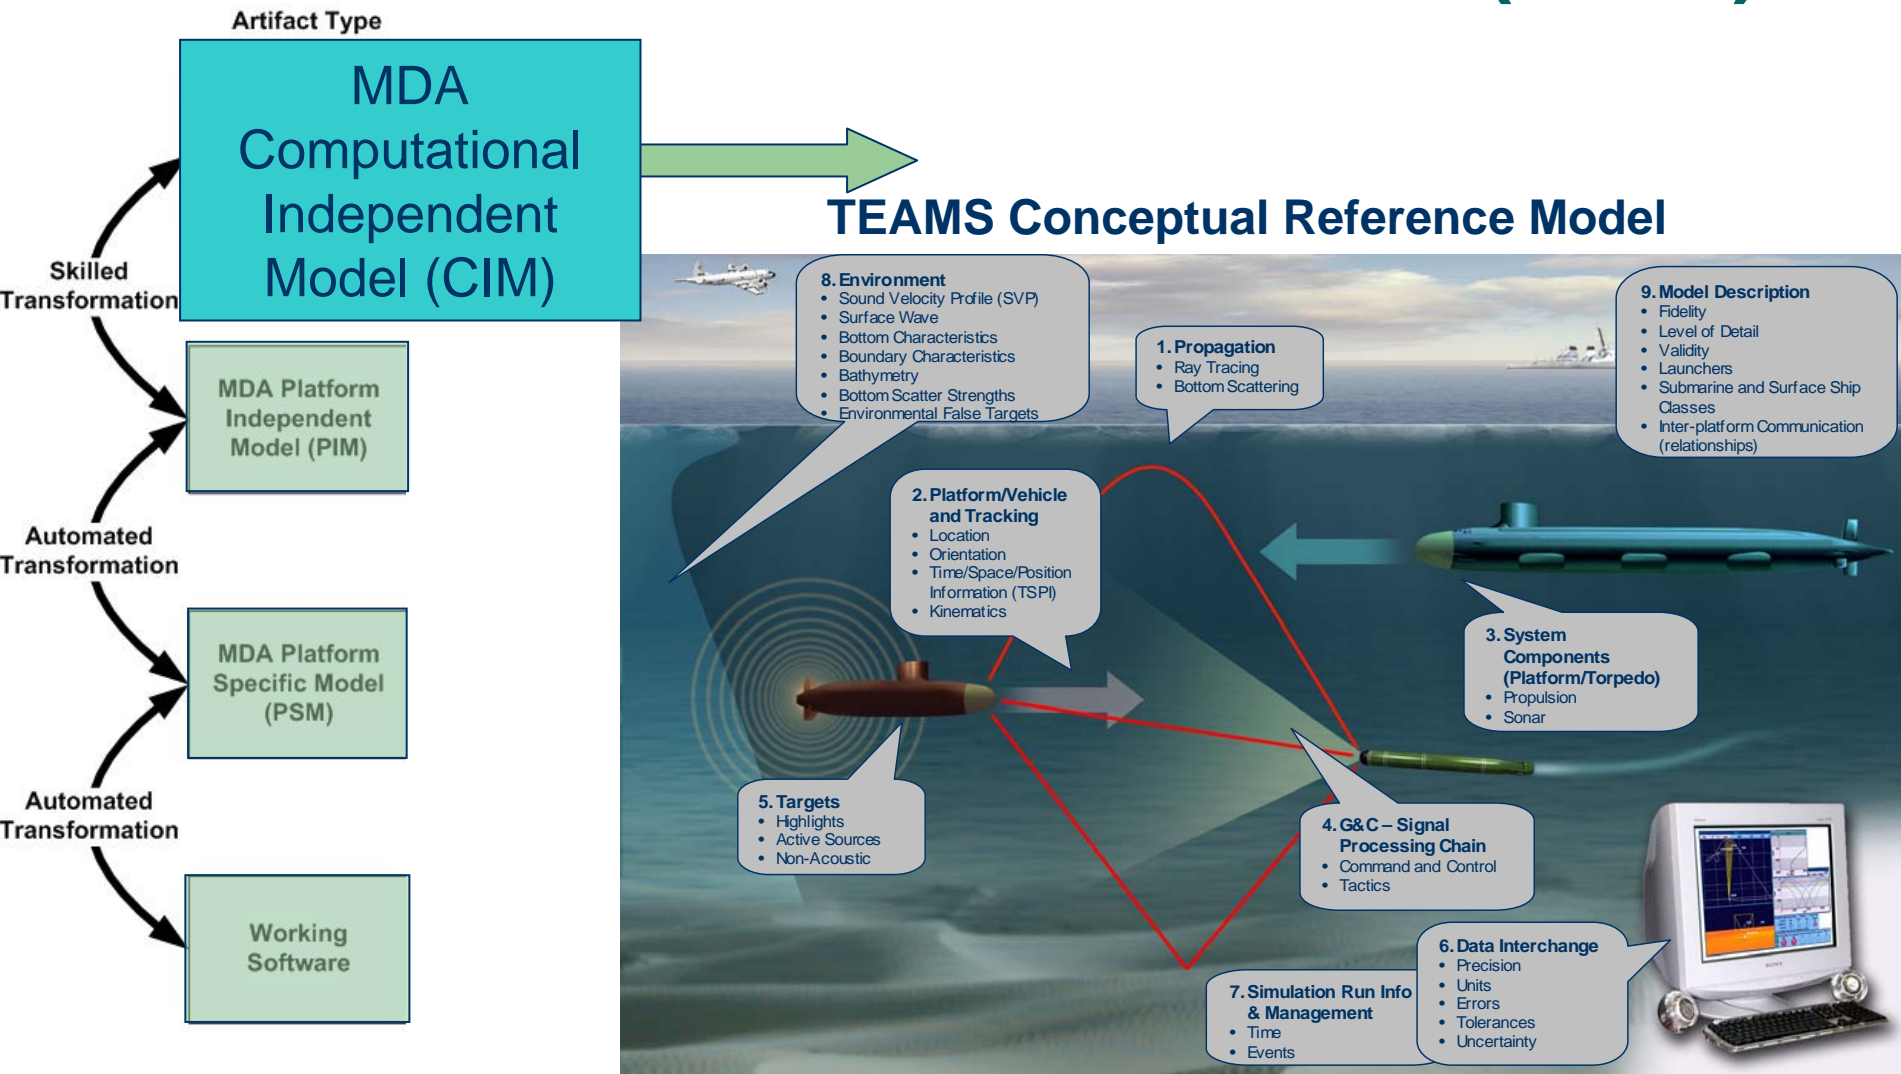 Artifact Type
MDA
Computational
Independent
Model (CIM)
Skilled
Transformation
MDA Platform
Independent
Model (PIM)
Automated
Transformation
MDA Platform
Specific Model
(PSM)
Automated
Transformation
Working
Software
TEAMS Conceptual Reference Model
8. Environment
• Sound Velocity Profile (SVP)
• Surface Wave
• Bottom Characteristics
• Boundary Characteristics
• Bathymetry
• Bottom Scatter Strengths
• Environmental False Targets
1. Propagation
• Ray Tracing
• Bottom Scattering
9. Model Description
• Fidelity
• Level of Detail
• Validity
• Launchers
• Submarine and Surface Ship
Classes
• Inter-platform Communication
(relationships)
2. Platform/Vehicle
and Tracking
• Location
• Orientation
• Time/Space/Position
Information (TSPI)
• Kinematics
3. System
Components
(Platform/Torpedo)
• Propulsion
• Sonar
5. Targets
• Highlights
• Active Sources
• Non-Acoustic
4. G&C – Signal
Processing Chain
• Command and Control
• Tactics
6. Data Interchange
• Precision
• Units
• Errors
• Tolerances
• Uncertainty
7. Simulation Run Info
& Management
• Time
• Events